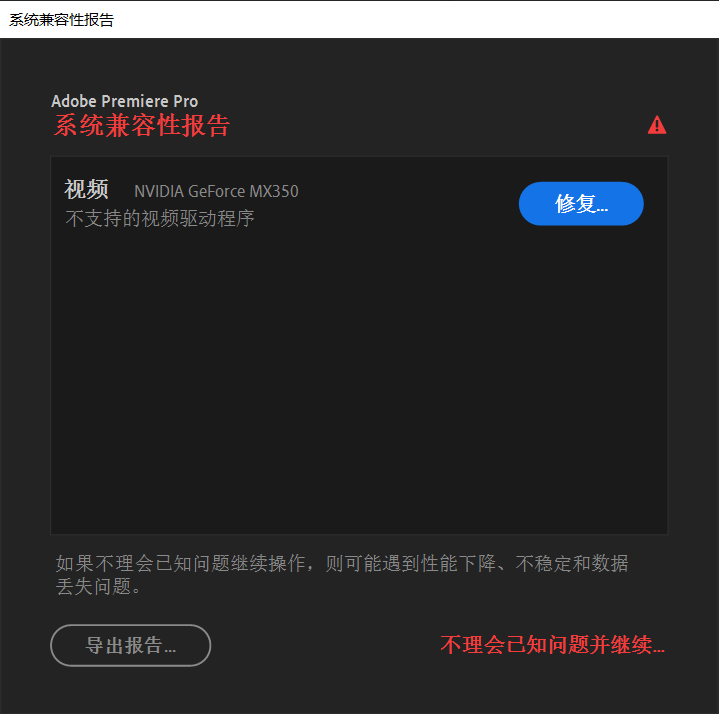 系统兼容性报告
Adobe Premiere Pro
系统兼容性报告
视频 NVIDIA GeForce MX350
不支持的视频驱动程序
修复...
如果不理会已知问题继续操作，则可能遇到性能下降、不稳定和数据
丢失问题。
导出报告...
不理会已知问题并继续...